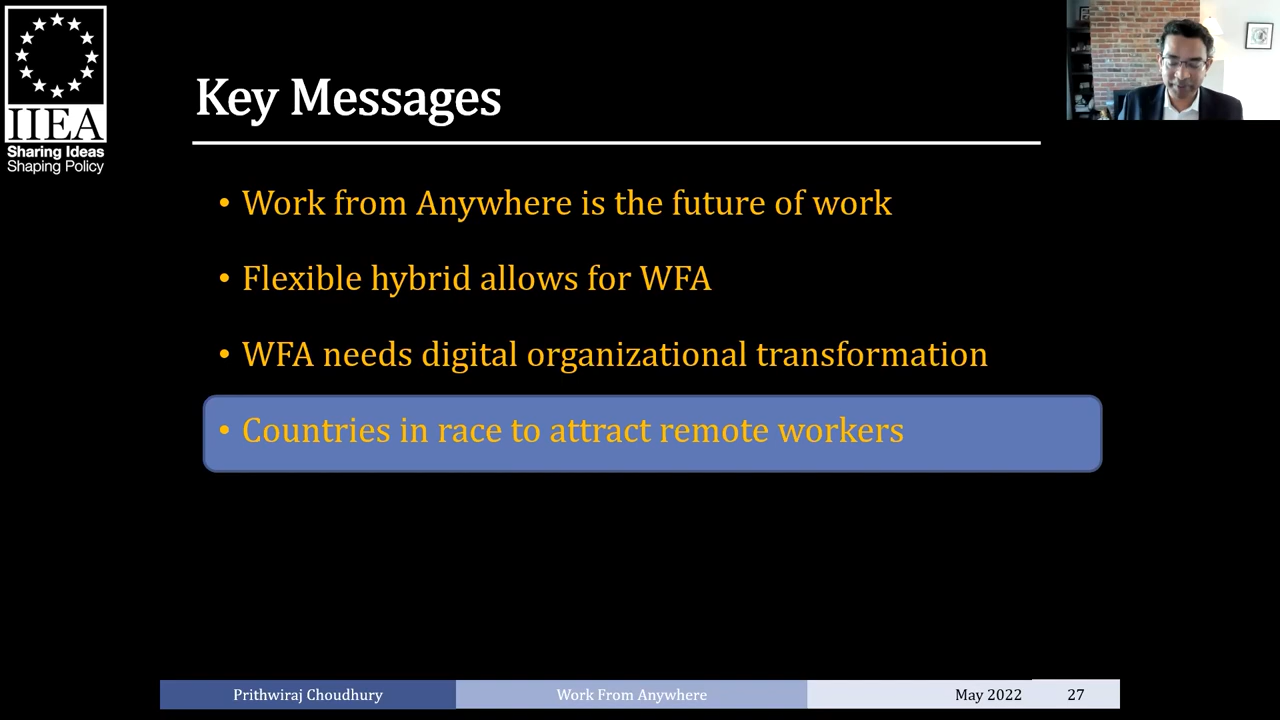 IIEA
Sharing Ideas
Shaping Policy
Key Messages
• Work from Anywhere is the future of work
• Flexible hybrid allows for WFA
• WFA needs digital organizational transformation
• Countries in race to attract remote workers
Prithwiraj Choudhury Work From Anywhere May 2022 27